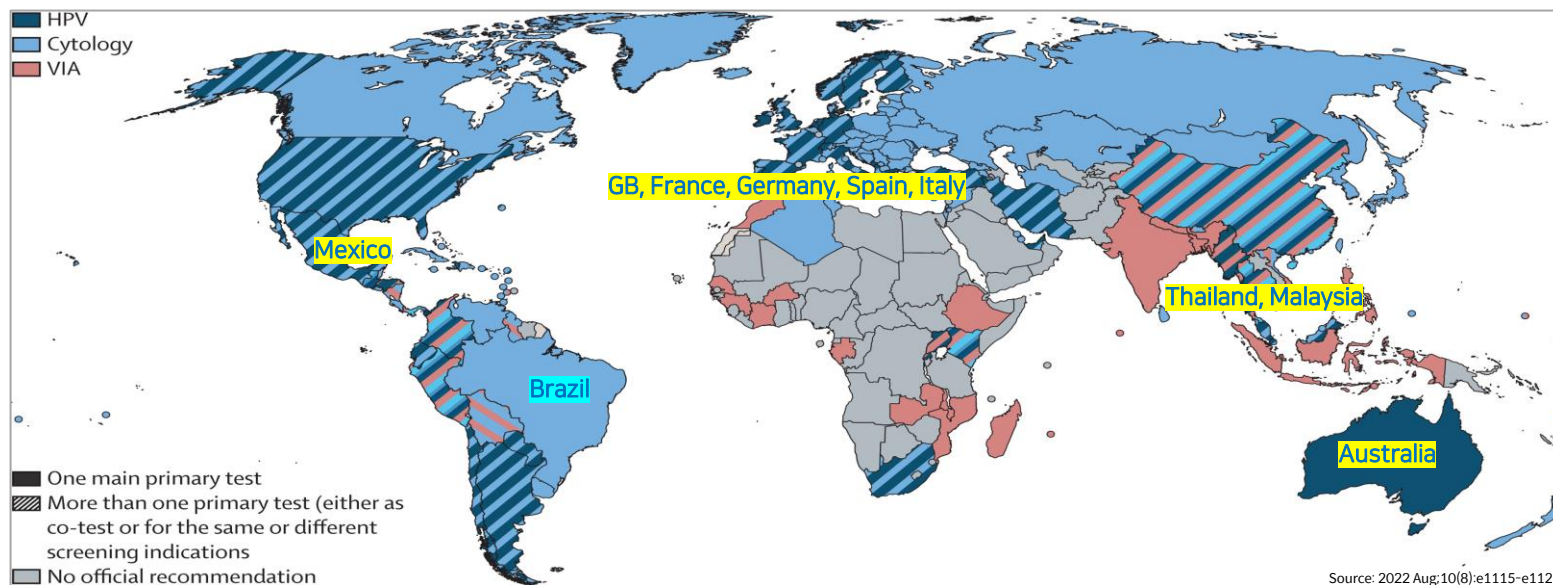 HPV
Cytology
VIA
GB, France, Germany, Spain, Italy
Mexico
Thailand, Malaysia
Brazil
Australia
One main primary test
More than one primary test (either as
co-test or for the same or different
screening indications
No official recommendation
Source: 2022 Aug;10(8):e1115-e112